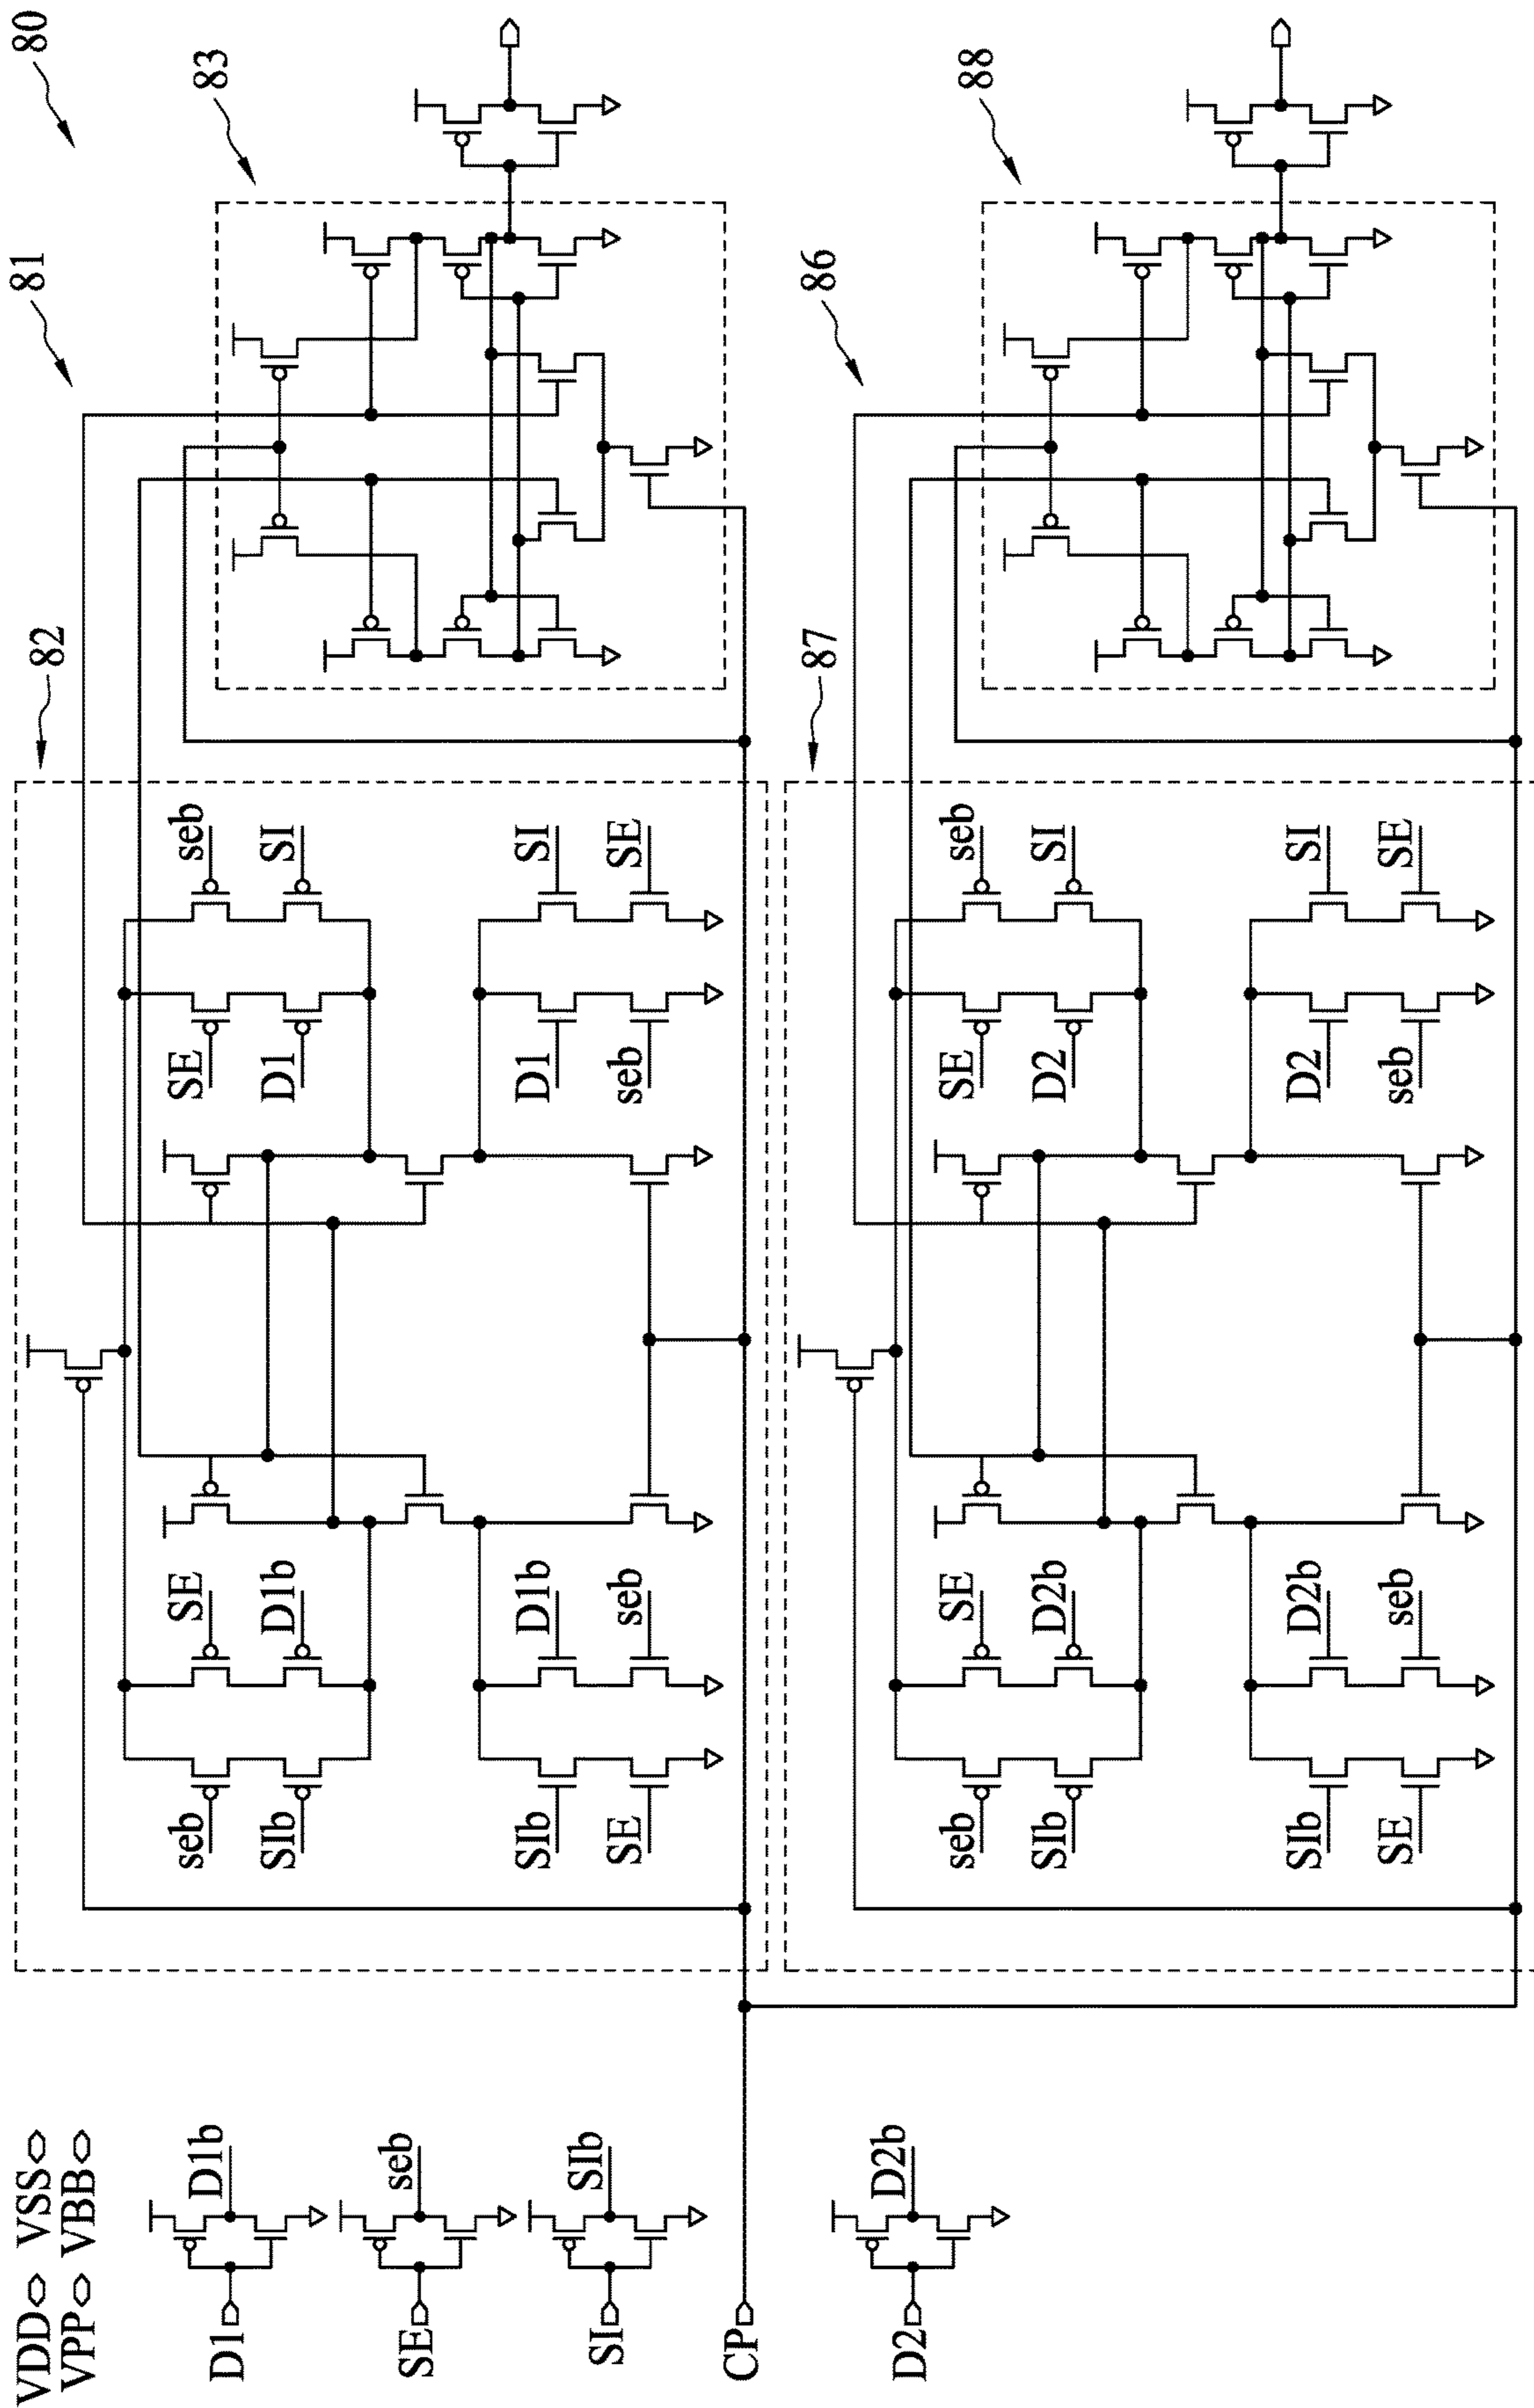 80
81
83
82
86
88
87
VDD VSS
VPP VBB
D1
D1b
SE
seb
SI
SIb
CP
D2
D2b
seb SE SE seb
SIb D1b D1 SI
SIb D1b D1 SI
SE seb seb SE
seb SE SE seb
SIb D2b D2 SI
SIb D2b D2 SI
SE seb seb SE